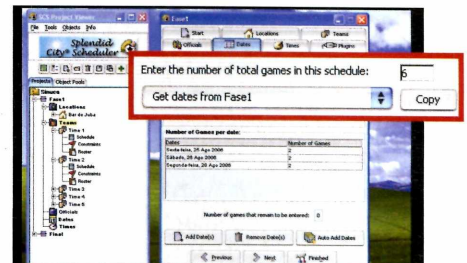 SCS Project Viewer
File Tools Objects Info
Splendid
City® Scheduler
Projects Object Pools
Sinuca
Fase1
Locations
Bar do Juba
Teams
Time 1
Schedule
Constraints
Roster
Time 2
Schedule
Constraints
Roster
Time 3
Time 4
Time 5
Officials
Dates
Times
Final
Fase1
Start Locations Teams
Officials Dates Times Plugins
Enter the number of total games in this schedule: 6
Get dates from Fase1 Copy
Number of Games per date:
Dates Number of Games
Sexta-feira, 25 Ago 2006 2
Sábado, 26 Ago 2006 2
Segunda-feira, 28 Ago 2006 2
Number of games that remain to be entered: 0
Add Date(s) Remove Date(s) Auto-Add Dates
Previous Next Finished